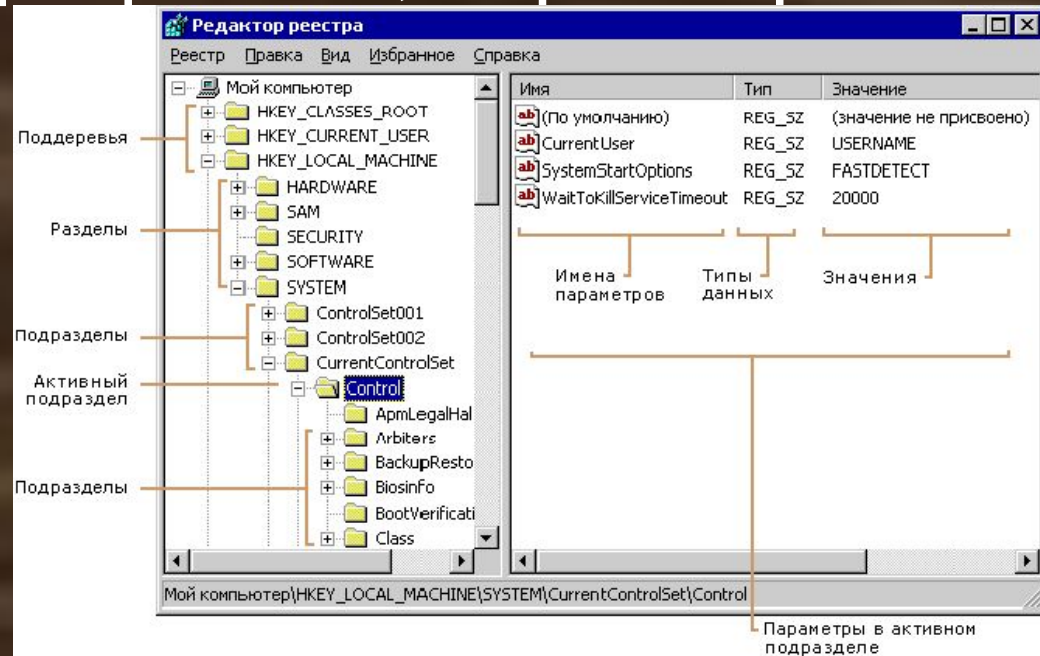 Редактор реестра
Реестр Правка Вид Избранное Справка
Мой компьютер
HKEY_CLASSES_ROOT
HKEY_CURRENT_USER
HKEY_LOCAL_MACHINE
HARDWARE
SAM
SECURITY
SOFTWARE
SYSTEM
ControlSet001
ControlSet002
CurrentControlSet
Control
ApmLegalHal
Arbiters
BackupResto
Biosinfo
BootVerificati
Class
Имя Тип Значение
(По умолчанию) REG_SZ (значение не присвоено)
CurrentUser REG_SZ USERNAME
SystemStartOptions REG_SZ FASTDETECT
WaitToKillServiceTimeout REG_SZ 20000
Мой компьютер\HKEY_LOCAL_MACHINE\SYSTEM\CurrentControlSet\Control
Поддеревья
Разделы
Подразделы
Активный
подраздел
Подразделы
Имена
параметров
Типы
данных
Значения
Параметры в активном
подразделе